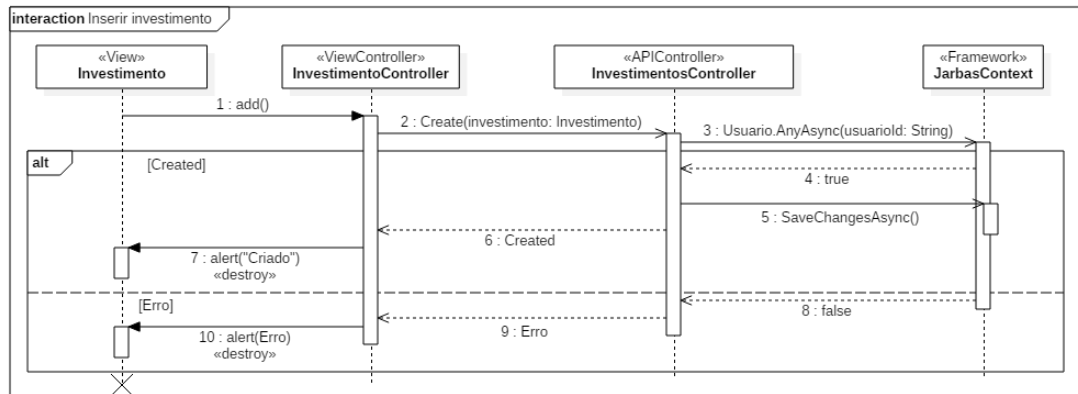 interaction Inserir investimento
«View»
Investimento
«ViewController»
InvestimentoController
«APIController»
InvestimentosController
«Framework»
JarbasContext
1 : add()
2 : Create(investimento: Investimento)
3 : Usuario.AnyAsync(usuarioId: String)
alt
[Created]
4 : true
5 : SaveChangesAsync()
6 : Created
7 : alert("Criado")
«destroy»
[Erro]
8 : false
9 : Erro
10 : alert(Erro)
«destroy»